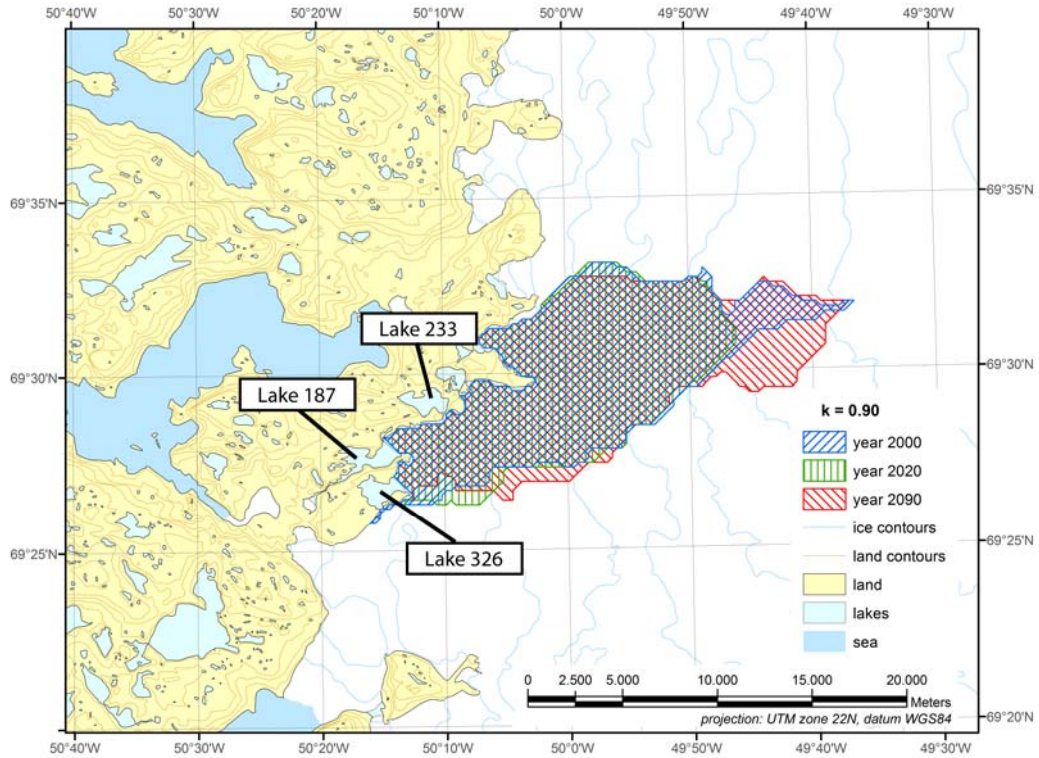 50°40'W 50°30'W 50°20'W 50°10'W 50°00'W 49°50'W 49°40'W 49°30'W
69°35'N 69°35'N
Lake 233
69°30'N 69°30'N
Lake 187
k = 0.90
year 2000
year 2020
year 2090
ice contours
69°25'N 69°25'N
Lake 326
land contours
land
lakes
sea
0 2.500 5.000 10.000 15.000 20.000
Meters
projection: UTM zone 22N, datum WGS84
69°20'N
50°40'W 50°30'W 50°20'W 50°10'W 50°00'W 49°50'W 49°40'W 49°30'W